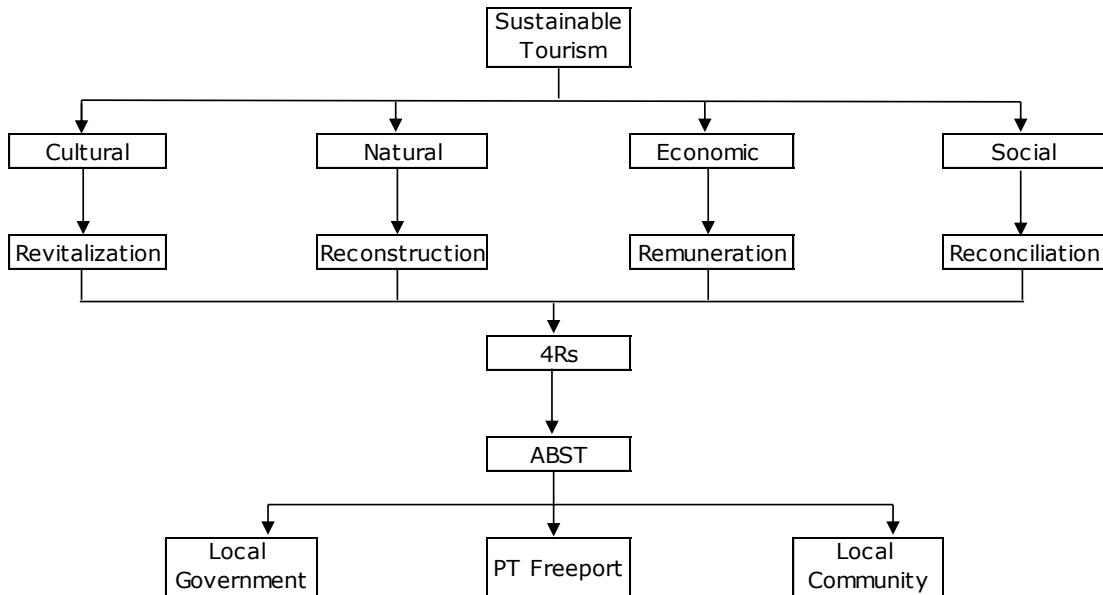 Sustainable
Tourism
Cultural
Natural
Economic
Social
Revitalization
Reconstruction
Remuneration
Reconciliation
4Rs
ABST
Local
Government
PT Freeport
Local
Community